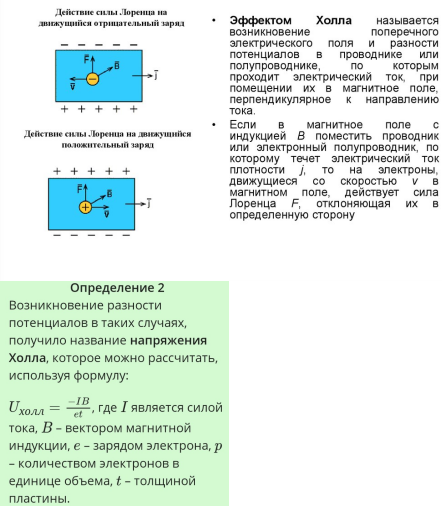 Действие силы Лоренца на
движущийся отрицательный заряд
− − − − − −
F
B
−
v
j
+ + + + + +
Действие силы Лоренца на движущийся
положительный заряд
+ + + + + +
F
B
+
v
j
− − − − − −
• Эффектом Холла называется
возникновение поперечного
электрического поля и разности
потенциалов в проводнике или
полупроводнике, по которым
проходит электрический ток, при
помещении их в магнитное поле,
перпендикулярное к направлению
тока.
• Если в магнитное поле с
индукцией B поместить проводник
или электронный полупроводник, по
которому течет электрический ток
плотности j, то на электроны,
движущиеся со скоростью v в
магнитном поле, действует сила
Лоренца F, отклоняющая их в
определенную сторону
Определение 2
Возникновение разности
потенциалов в таких случаях,
получило название напряжения
Холла, которое можно рассчитать,
используя формулу:
U_ХОЛЛ = −IB/et, где I является силой
тока, B – вектором магнитной
индукции, e – зарядом электрона, p
– количеством электронов в
единице объема, t – толщиной
пластины.